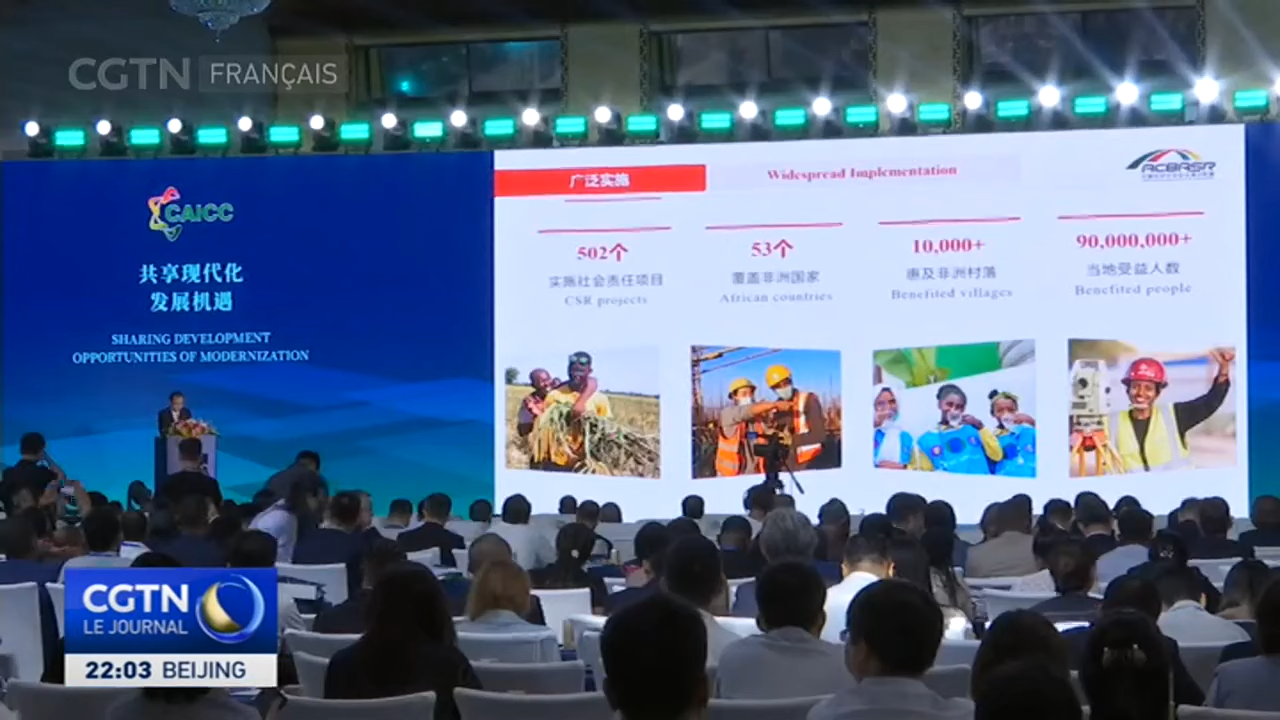 CGTN FRANÇAIS
CAICC
共享现代化
发展机遇
SHARING DEVELOPMENT
OPPORTUNITIES OF MODERNIZATION
广泛实施
Widespread Implementation
ACBASR
502个
实施社会责任项目
CSR projects
53个
覆盖非洲国家
African countries
10,000+
惠及非洲村落
Benefited villages
90,000,000+
当地受益人数
Benefited people
CGTN
LE JOURNAL
22:03 BEIJING